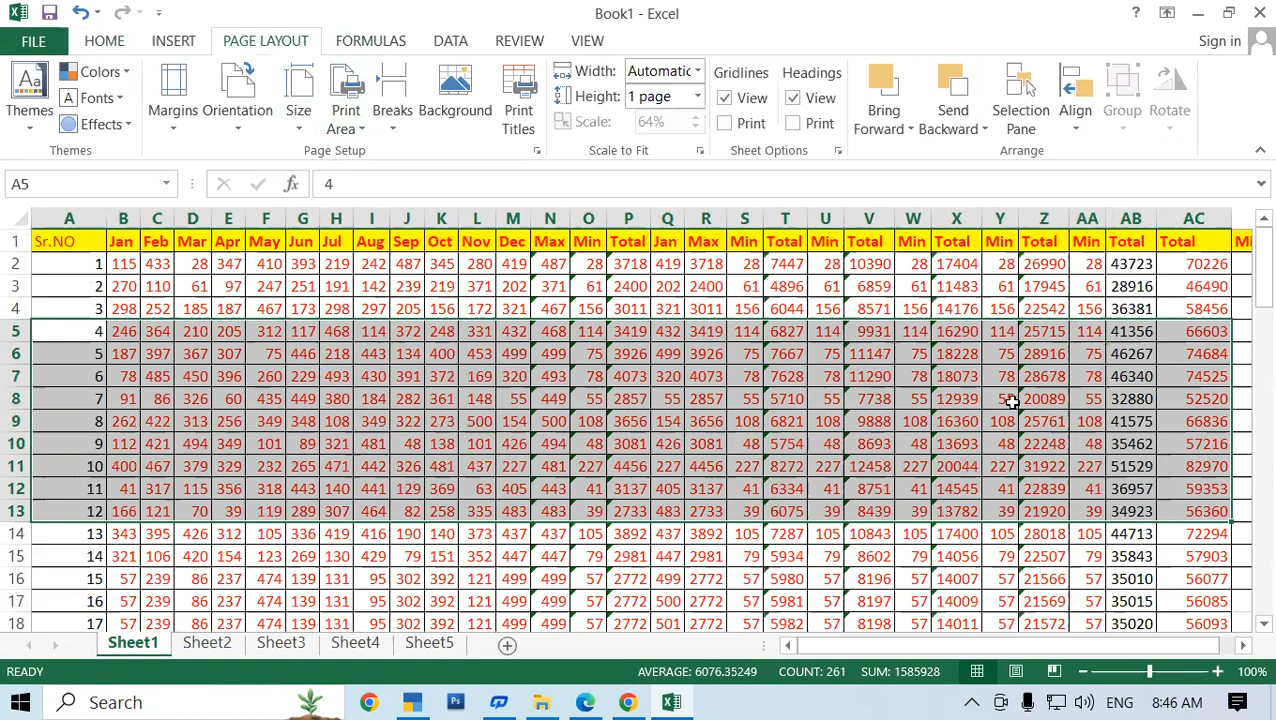 Book1 - Excel
?
FILE HOME INSERT PAGE LAYOUT FORMULAS DATA REVIEW VIEW Sign in
Aa Colors Width: Automatic Gridlines Headings
Fonts Height: 1 page View View
Themes Effects Margins Orientation Size Print Area Breaks Background Print Titles Scale: 64% Print Print Bring Forward Send Backward Selection Pane Align Group Rotate
Themes Page Setup Scale to Fit Sheet Options Arrange
A5 fx 4
A B C D E F G H I J K L M N O P Q R S T U V W X Y Z AA AB AC
1 Sr.NO Jan Feb Mar Apr May Jun Jul Aug Sep Oct Nov Dec Max Min Total Jan Max Min Total Min Total Min Total Min Total Min Total Total
2 1 115 433 28 347 410 393 219 242 487 345 280 419 487 28 3718 419 3718 28 7447 28 10390 28 17404 28 26990 28 43723 70226
3 2 270 110 61 97 247 251 191 142 239 219 371 202 371 61 2400 202 2400 61 4896 61 6859 61 11483 61 17945 61 28916 46490
4 3 298 252 185 187 467 173 298 297 205 156 172 321 467 156 3011 321 3011 156 6044 156 8571 156 14176 156 22542 156 36381 58456
5 4 246 364 210 205 312 117 468 114 372 248 331 432 468 114 3419 432 3419 114 6827 114 9931 114 16290 114 25715 114 41356 66603
6 5 187 397 367 307 75 446 218 443 134 400 453 499 499 75 3926 499 3926 75 7667 75 11147 75 18228 75 28916 75 46267 74684
7 6 78 485 450 396 260 229 493 430 391 372 169 320 493 78 4073 320 4073 78 7628 78 11290 78 18073 78 28678 78 46340 74525
8 7 91 86 326 60 435 449 380 184 282 361 148 55 449 55 2857 55 2857 55 5710 55 7738 55 12939 20089 55 32880 52520
9 8 262 422 313 256 349 348 108 349 322 273 500 154 500 108 3656 154 3656 108 6821 108 9888 108 16360 108 25761 108 41575 66836
10 9 112 421 494 349 101 89 321 481 48 138 101 426 494 48 3081 426 3081 48 5754 48 8693 48 13693 48 22248 48 35462 57216
11 10 400 467 379 329 232 265 471 442 326 481 437 227 481 227 4456 227 4456 227 8272 227 12458 227 20044 227 31922 227 51529 82970
12 11 41 317 115 356 318 443 140 441 129 369 63 405 443 41 3137 405 3137 41 6334 41 8751 41 14545 41 22839 41 36957 59353
13 12 166 121 70 39 119 289 307 464 82 258 335 483 483 39 2733 483 2733 39 6075 39 8439 39 13782 39 21920 39 34923 56360
14 13 343 395 426 312 105 336 419 416 190 140 373 437 437 105 3892 437 3892 105 7287 105 10843 105 17400 105 28018 105 44713 72294
15 14 321 106 420 154 123 269 130 429 79 151 352 447 447 79 2981 447 2981 79 5934 79 8602 79 14056 79 22507 79 35843 57903
16 15 57 239 86 237 474 139 131 95 302 392 121 499 499 57 2772 499 2772 57 5980 57 8196 57 14007 57 21566 57 35010 56077
17 16 57 239 86 237 474 139 131 95 302 392 121 499 499 57 2772 500 2772 57 5981 57 8197 57 14009 57 21569 57 35015 56085
18 17 57 239 86 237 474 139 131 95 302 392 121 499 499 57 2772 501 2772 57 5982 57 8198 57 14011 57 21572 57 35020 56093
Sheet1 Sheet2 Sheet3 Sheet4 Sheet5
READY AVERAGE: 6076.35249 COUNT: 261 SUM: 1585928 100%
Search ENG 8:46 AM